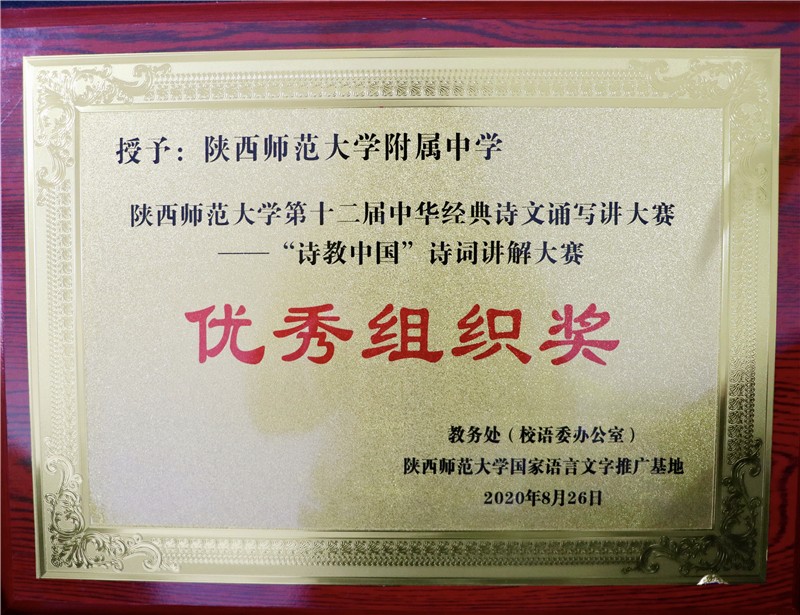 授予：陕西师范大学附属中学
陕西师范大学第十二届中华经典诗文诵写讲大赛
——“诗教中国”诗词讲解大赛
优秀组织奖
教务处（校语委办公室）
陕西师范大学国家语言文字推广基地
2020年8月26日